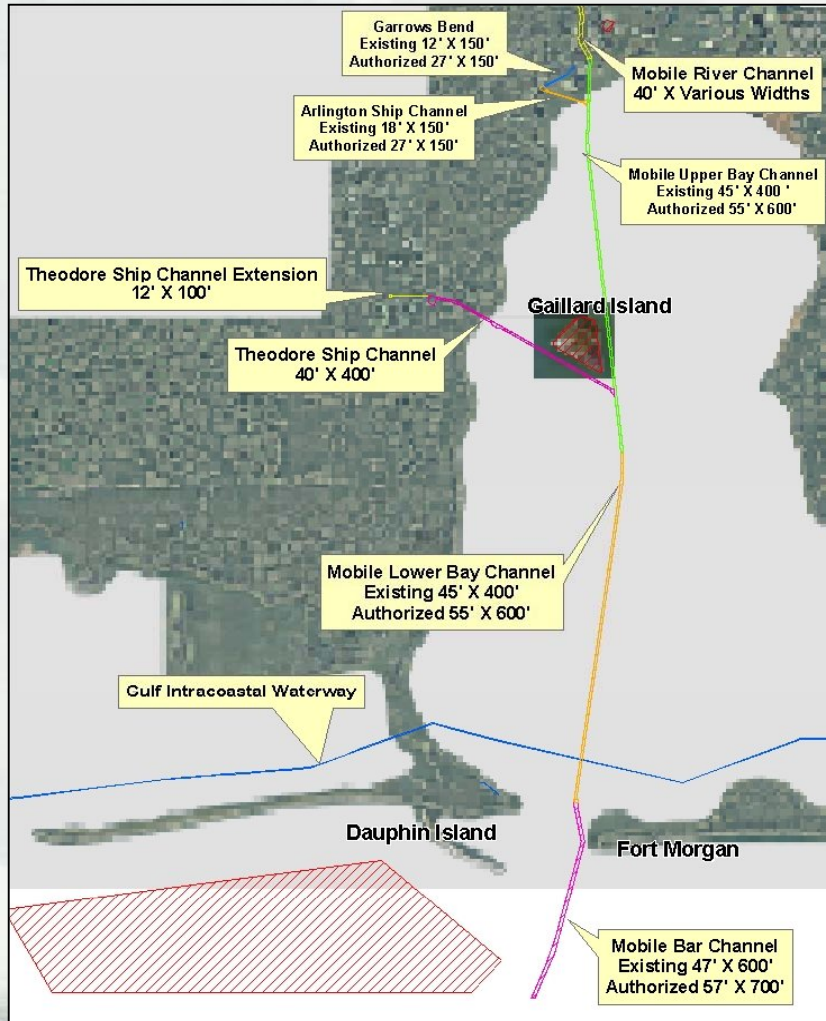 Garrows Bend
Existing 12' X 150'
Authorized 27' X 150'
Mobile River Channel
40' X Various Widths
Arlington Ship Channel
Existing 18' X 150'
Authorized 27' X 150'
Mobile Upper Bay Channel
Existing 45' X 400 '
Authorized 55' X 600'
Theodore Ship Channel Extension
12' X 100'
Gaillard Island
Theodore Ship Channel
40' X 400'
Mobile Lower Bay Channel
Existing 45' X 400'
Authorized 55' X 600'
Gulf Intracoastal Waterway
Dauphin Island
Fort Morgan
Mobile Bar Channel
Existing 47' X 600'
Authorized 57' X 700'